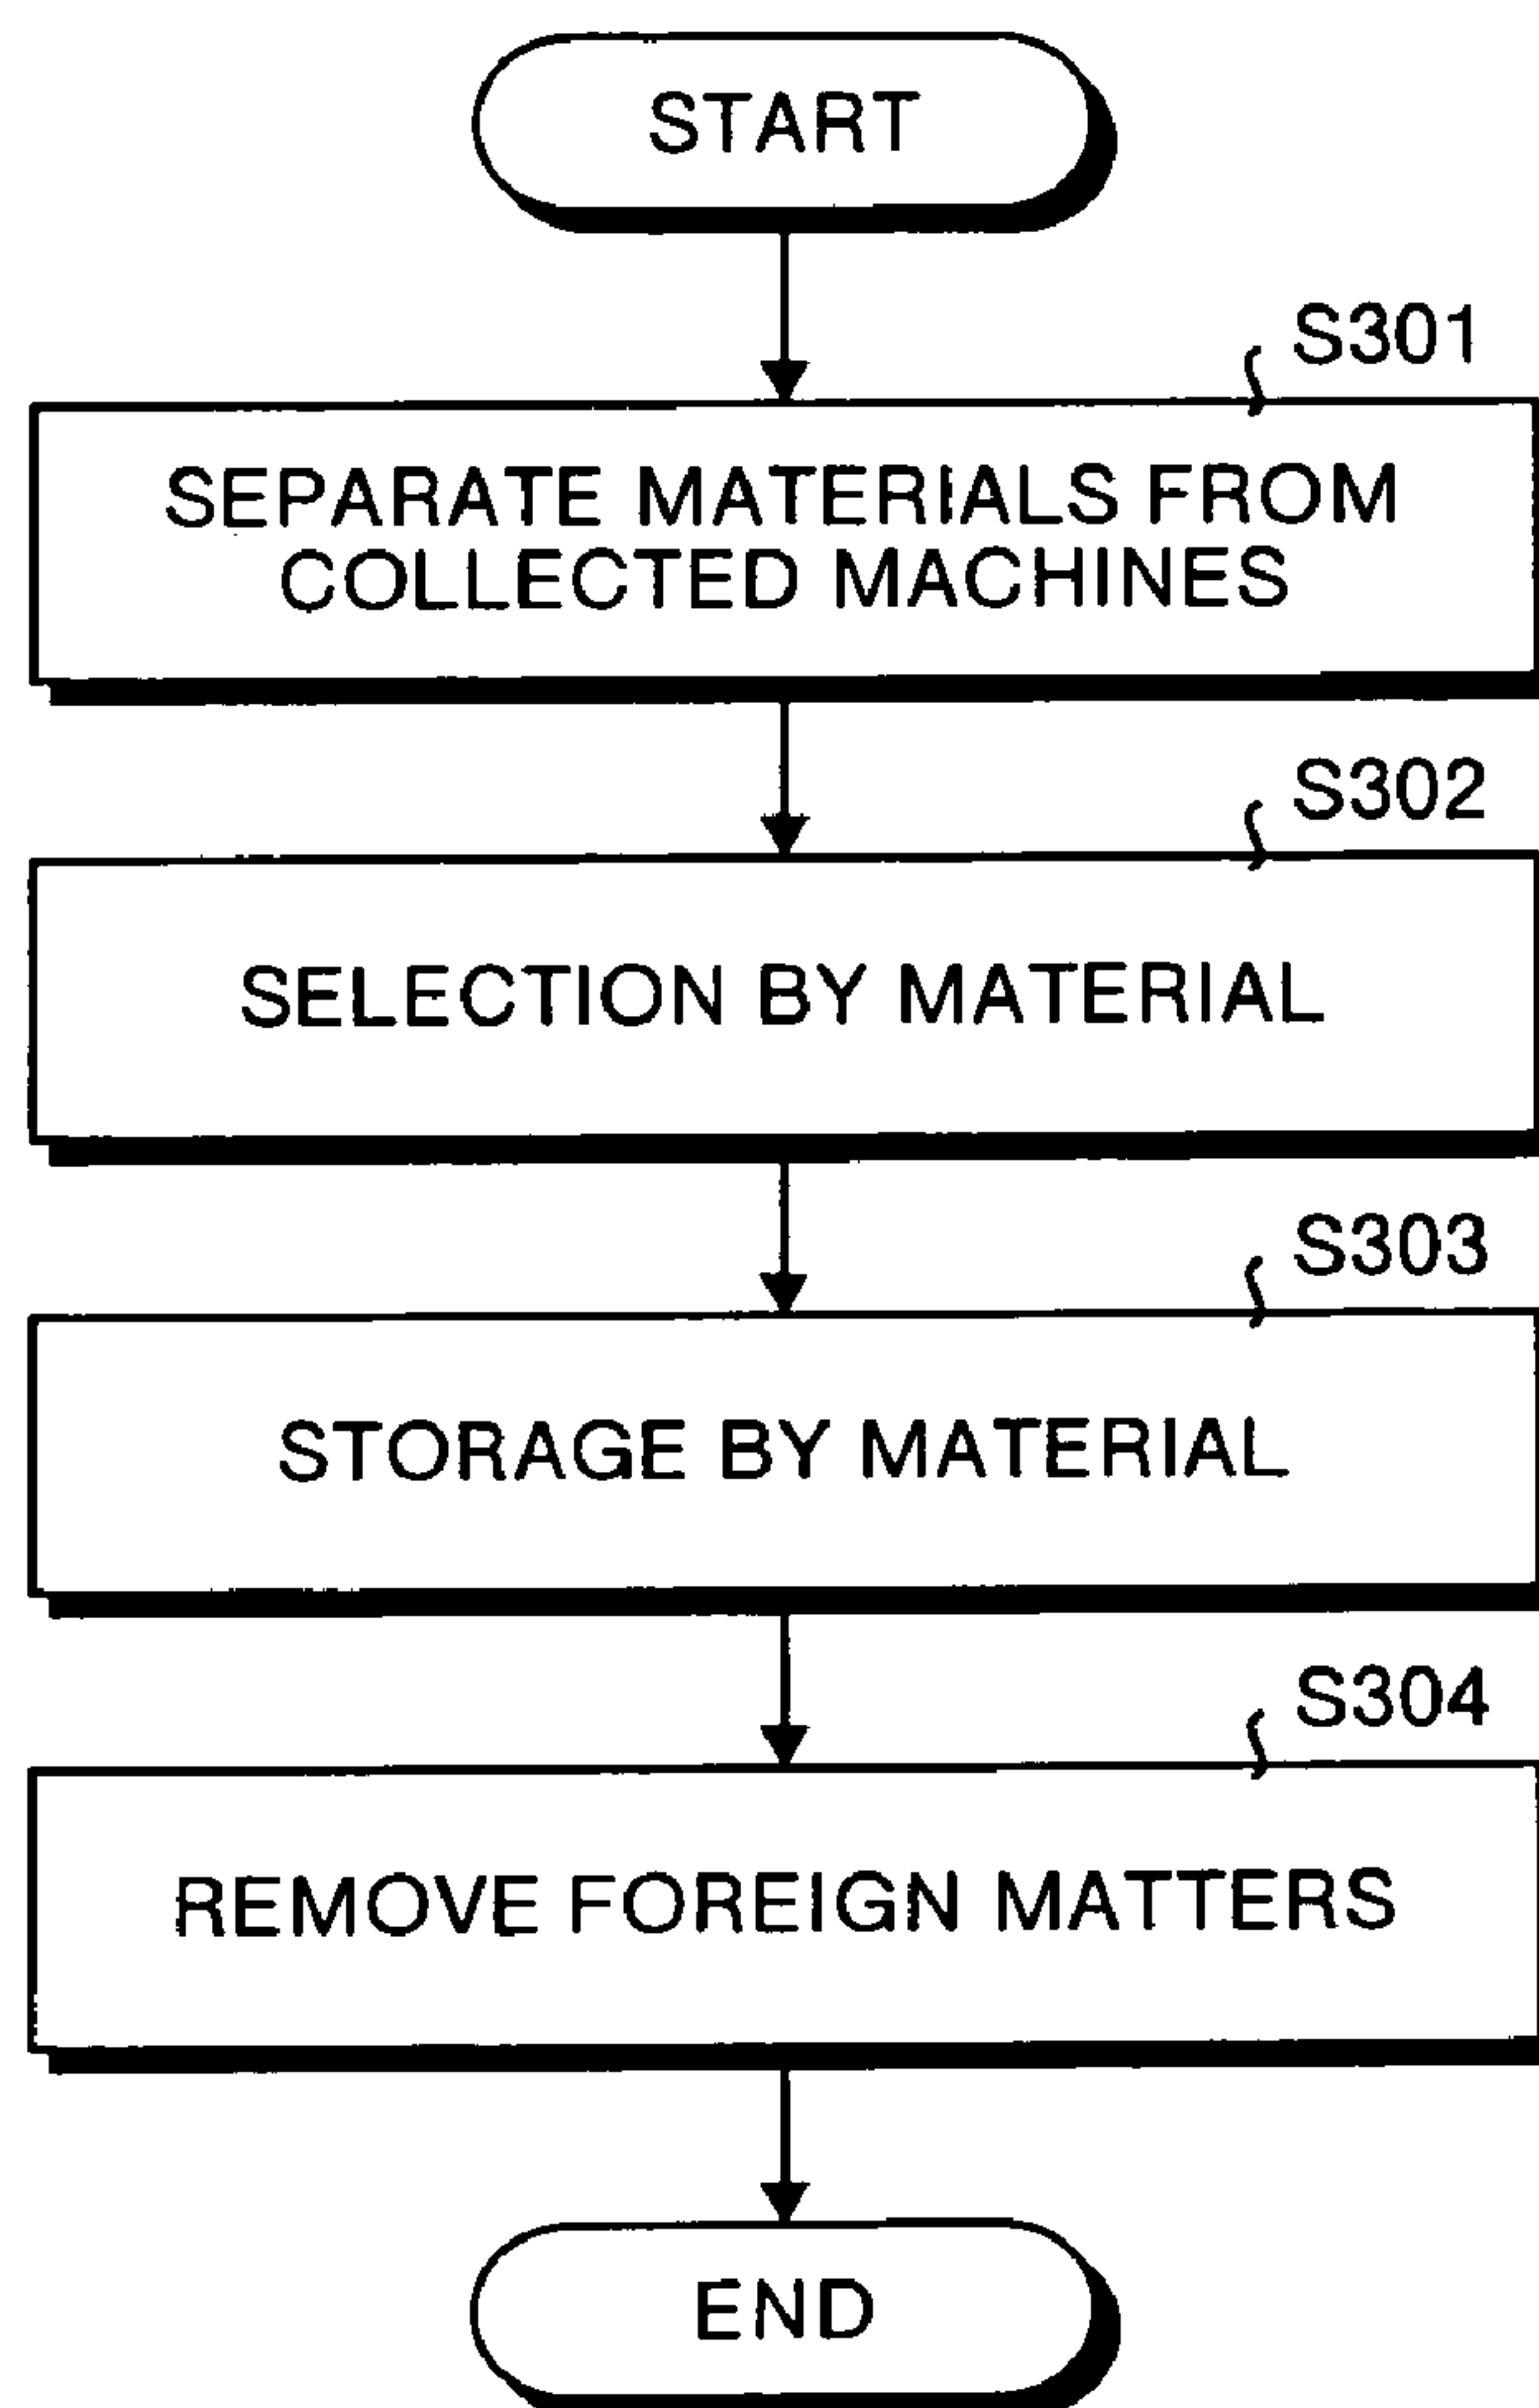 START
S301
SEPARATE MATERIALS FROM
COLLECTED MACHINES
S302
SELECTION BY MATERIAL
S303
STORAGE BY MATERIAL
S304
REMOVE FOREIGN MATTERS
END